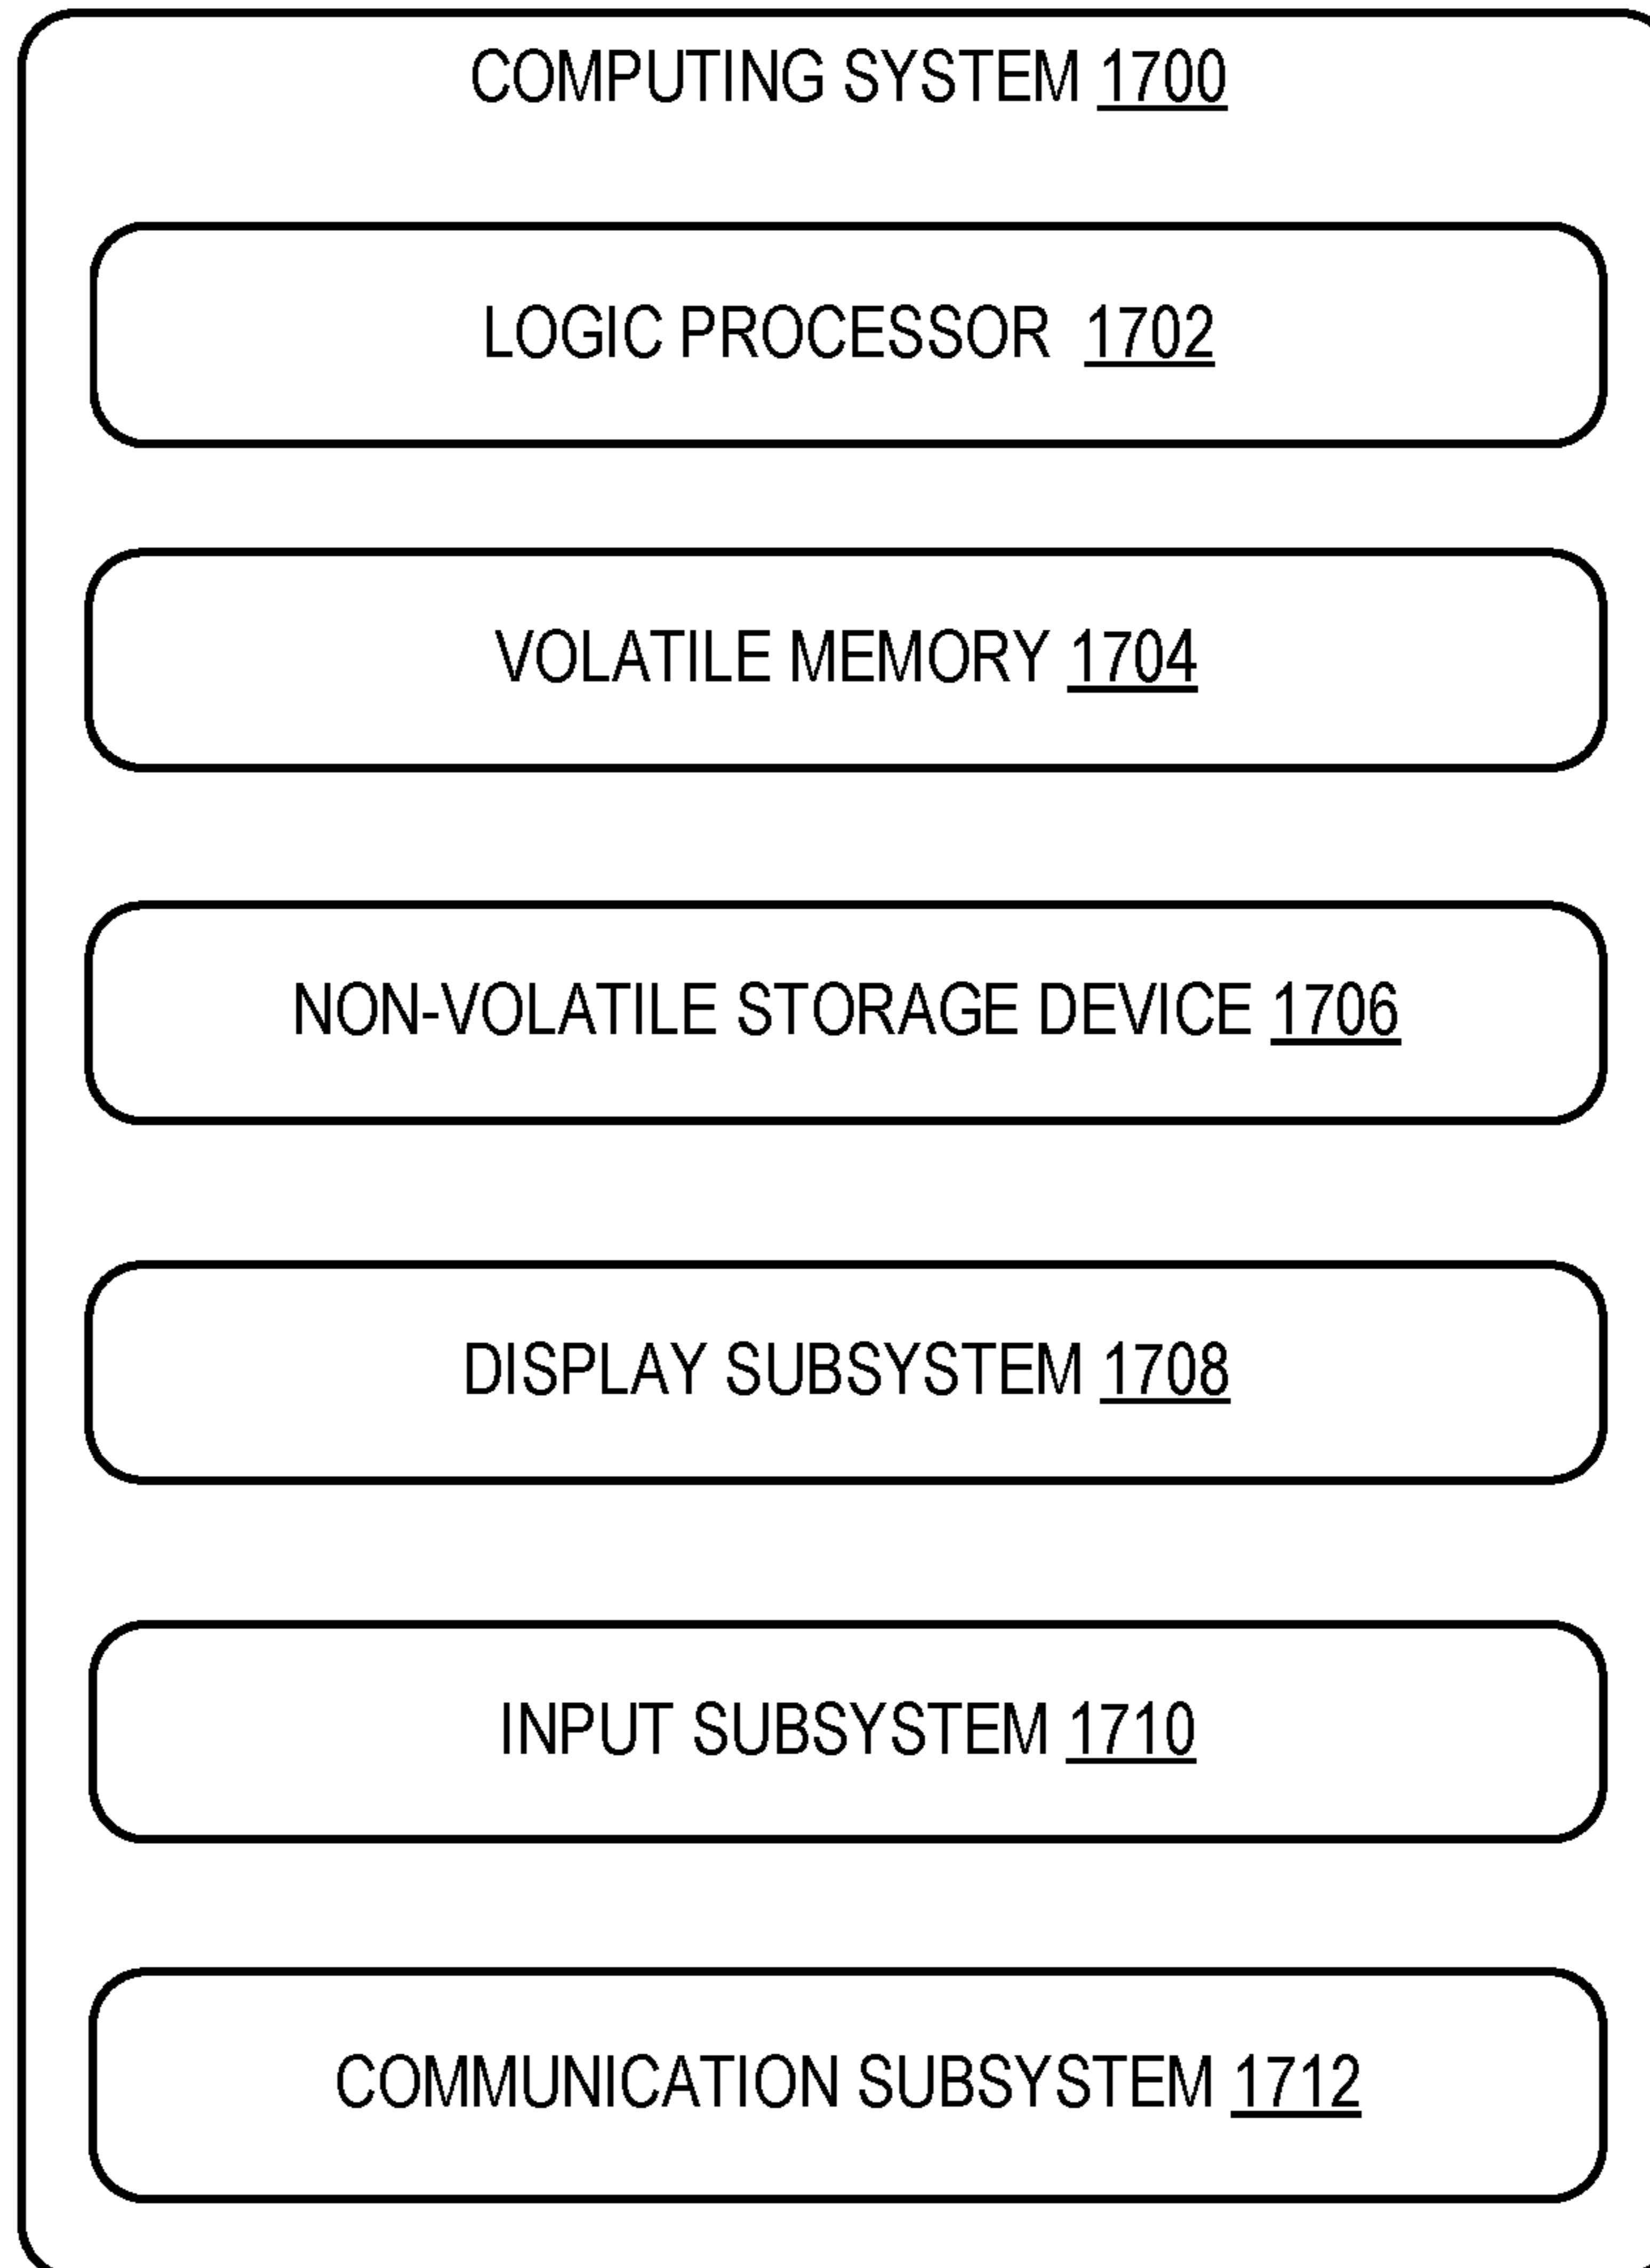 COMPUTING SYSTEM 1700
LOGIC PROCESSOR 1702
VOLATILE MEMORY 1704
NON-VOLATILE STORAGE DEVICE 1706
DISPLAY SUBSYSTEM 1708
INPUT SUBSYSTEM 1710
COMMUNICATION SUBSYSTEM 1712